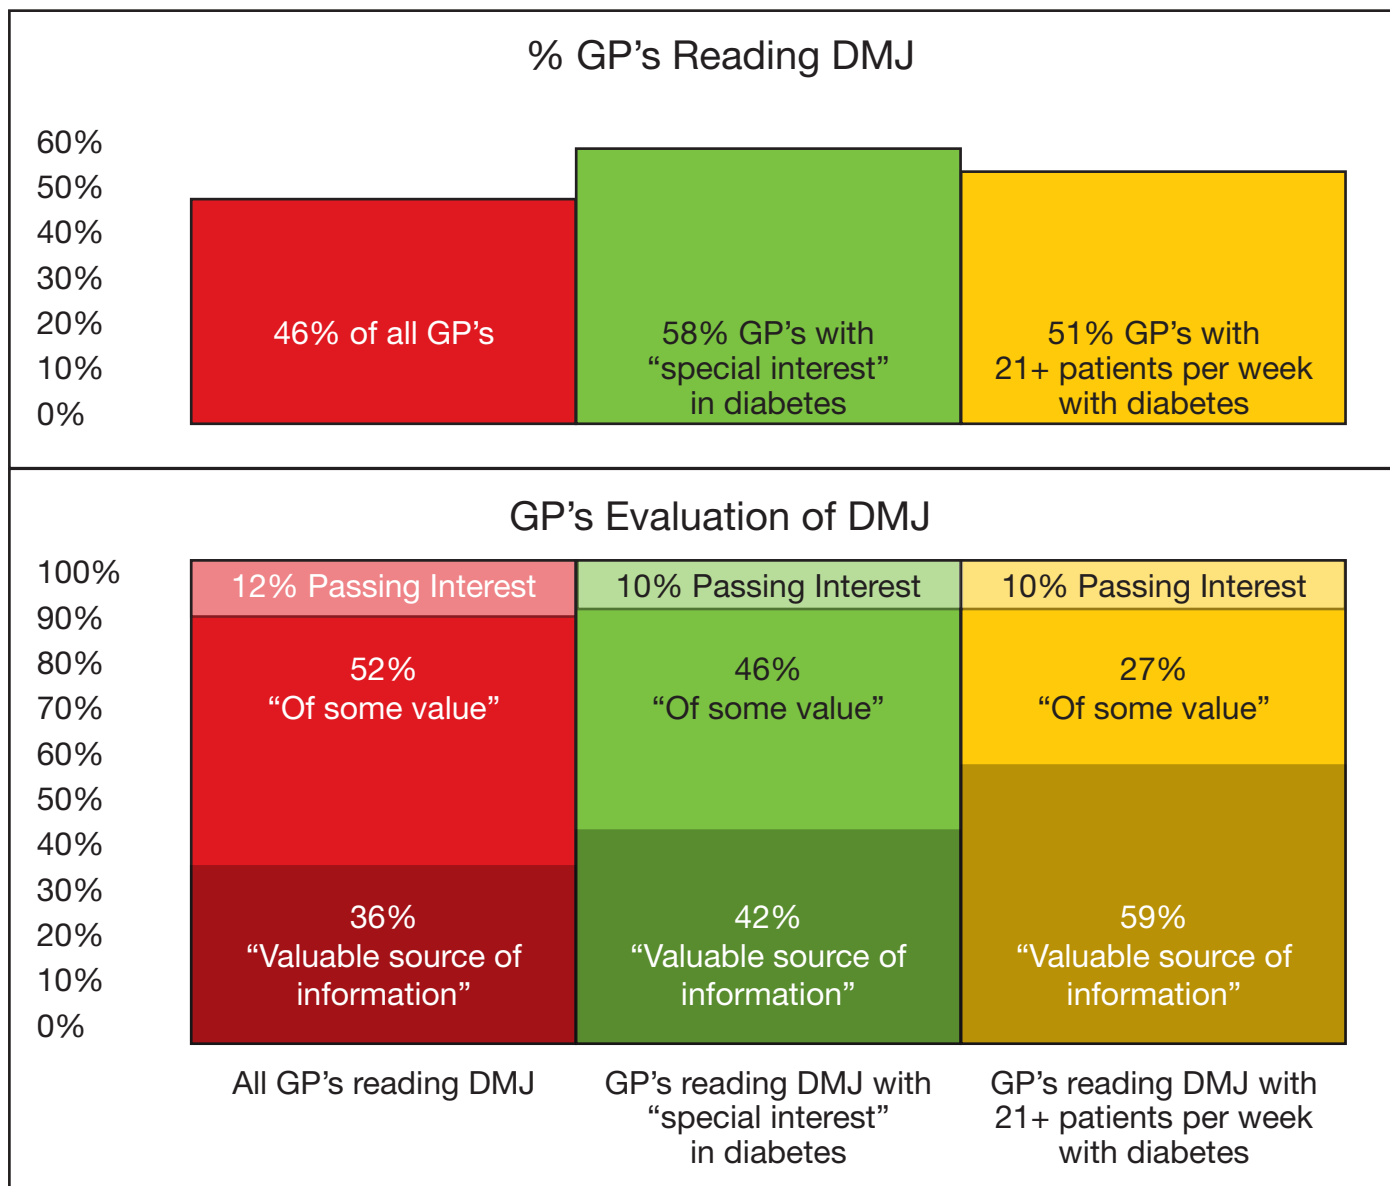 % GP’s Reading DMJ
60%
50%
40%
30%
20%
10%
0%
46% of all GP’s
58% GP’s with
“special interest”
in diabetes
51% GP’s with
21+ patients per week
with diabetes
GP’s Evaluation of DMJ
100%
90%
80%
70%
60%
50%
40%
30%
20%
10%
0%
12% Passing Interest
52%
“Of some value”
36%
“Valuable source of
information”
10% Passing Interest
46%
“Of some value”
42%
“Valuable source of
information”
10% Passing Interest
27%
“Of some value”
59%
“Valuable source of
information”
All GP’s reading DMJ
GP’s reading DMJ with
“special interest”
in diabetes
GP’s reading DMJ with
21+ patients per week
with diabetes